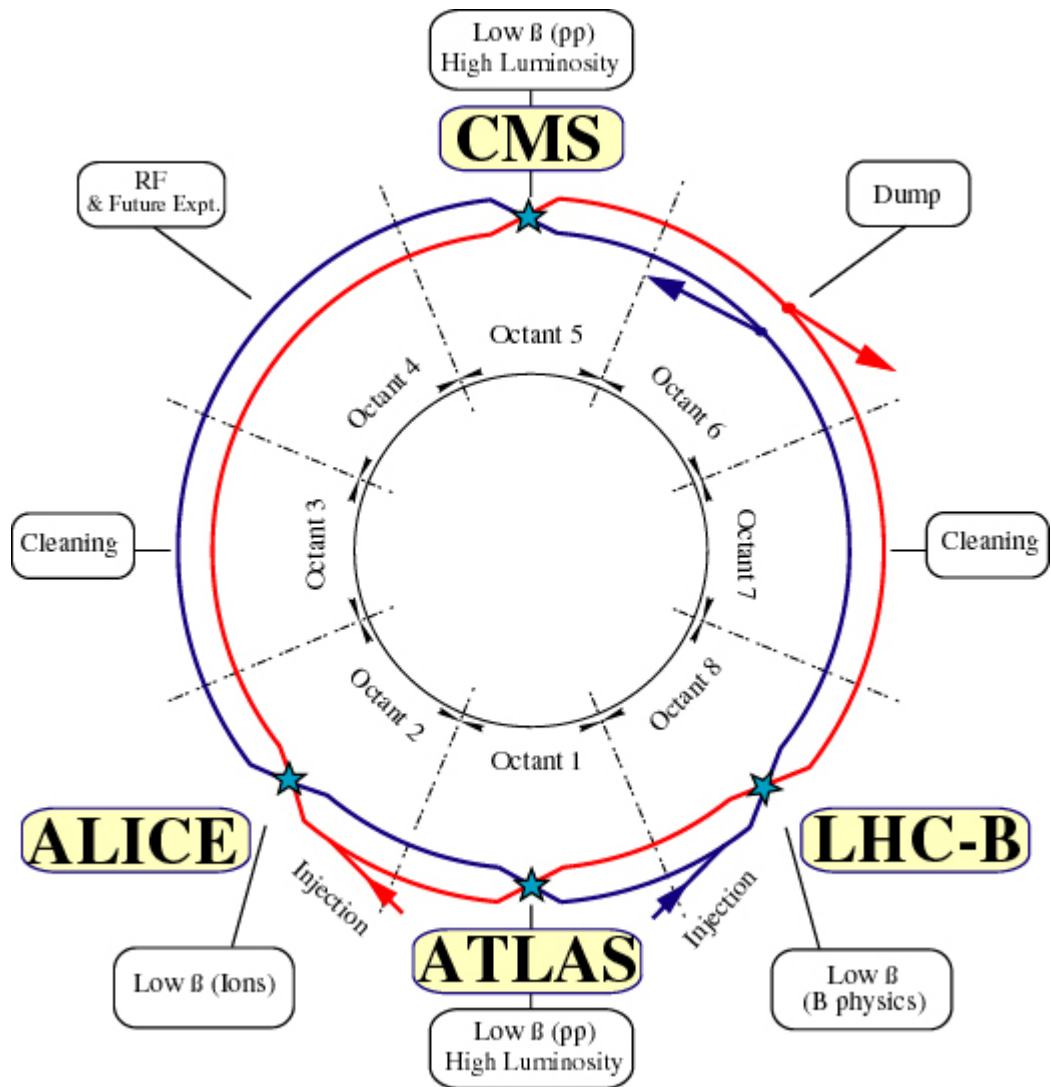 Low ß (pp)
High Luminosity
CMS
RF
& Future Expt.
Dump
Octant 5
Octant 4
Octant 6
Cleaning
Octant 3
Octant 7
Cleaning
Octant 2
Octant 8
Octant 1
ALICE
LHC-B
Injection
Injection
ATLAS
Low ß (Ions)
Low ß
(B physics)
Low ß (pp)
High Luminosity